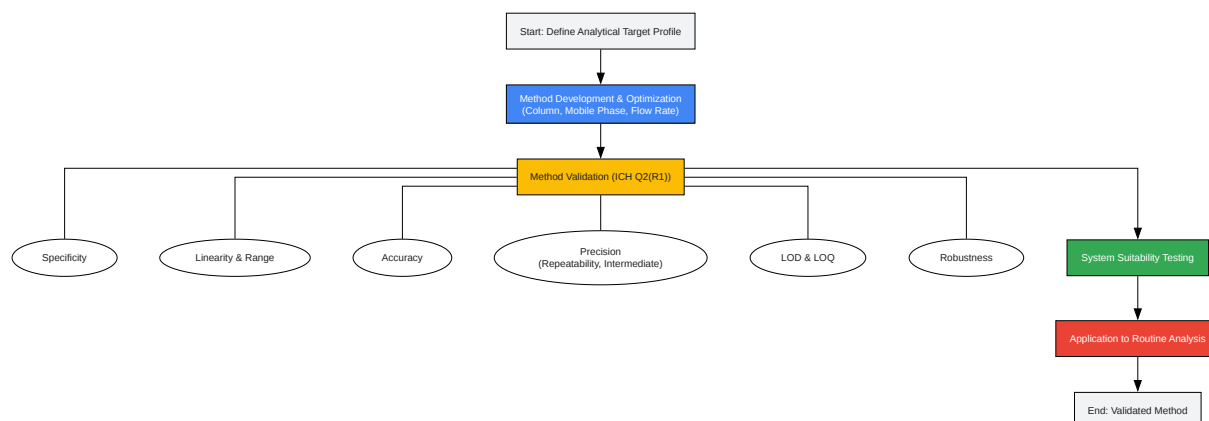 Start: Define Analytical Target Profile
Method Development & Optimization
(Column, Mobile Phase, Flow Rate)
Method Validation (ICH Q2(R1))
Specificity
Linearity & Range
Accuracy
Precision
(Repeatability, Intermediate)
LOD & LOQ
Robustness
System Suitability Testing
Application to Routine Analysis
End: Validated Method